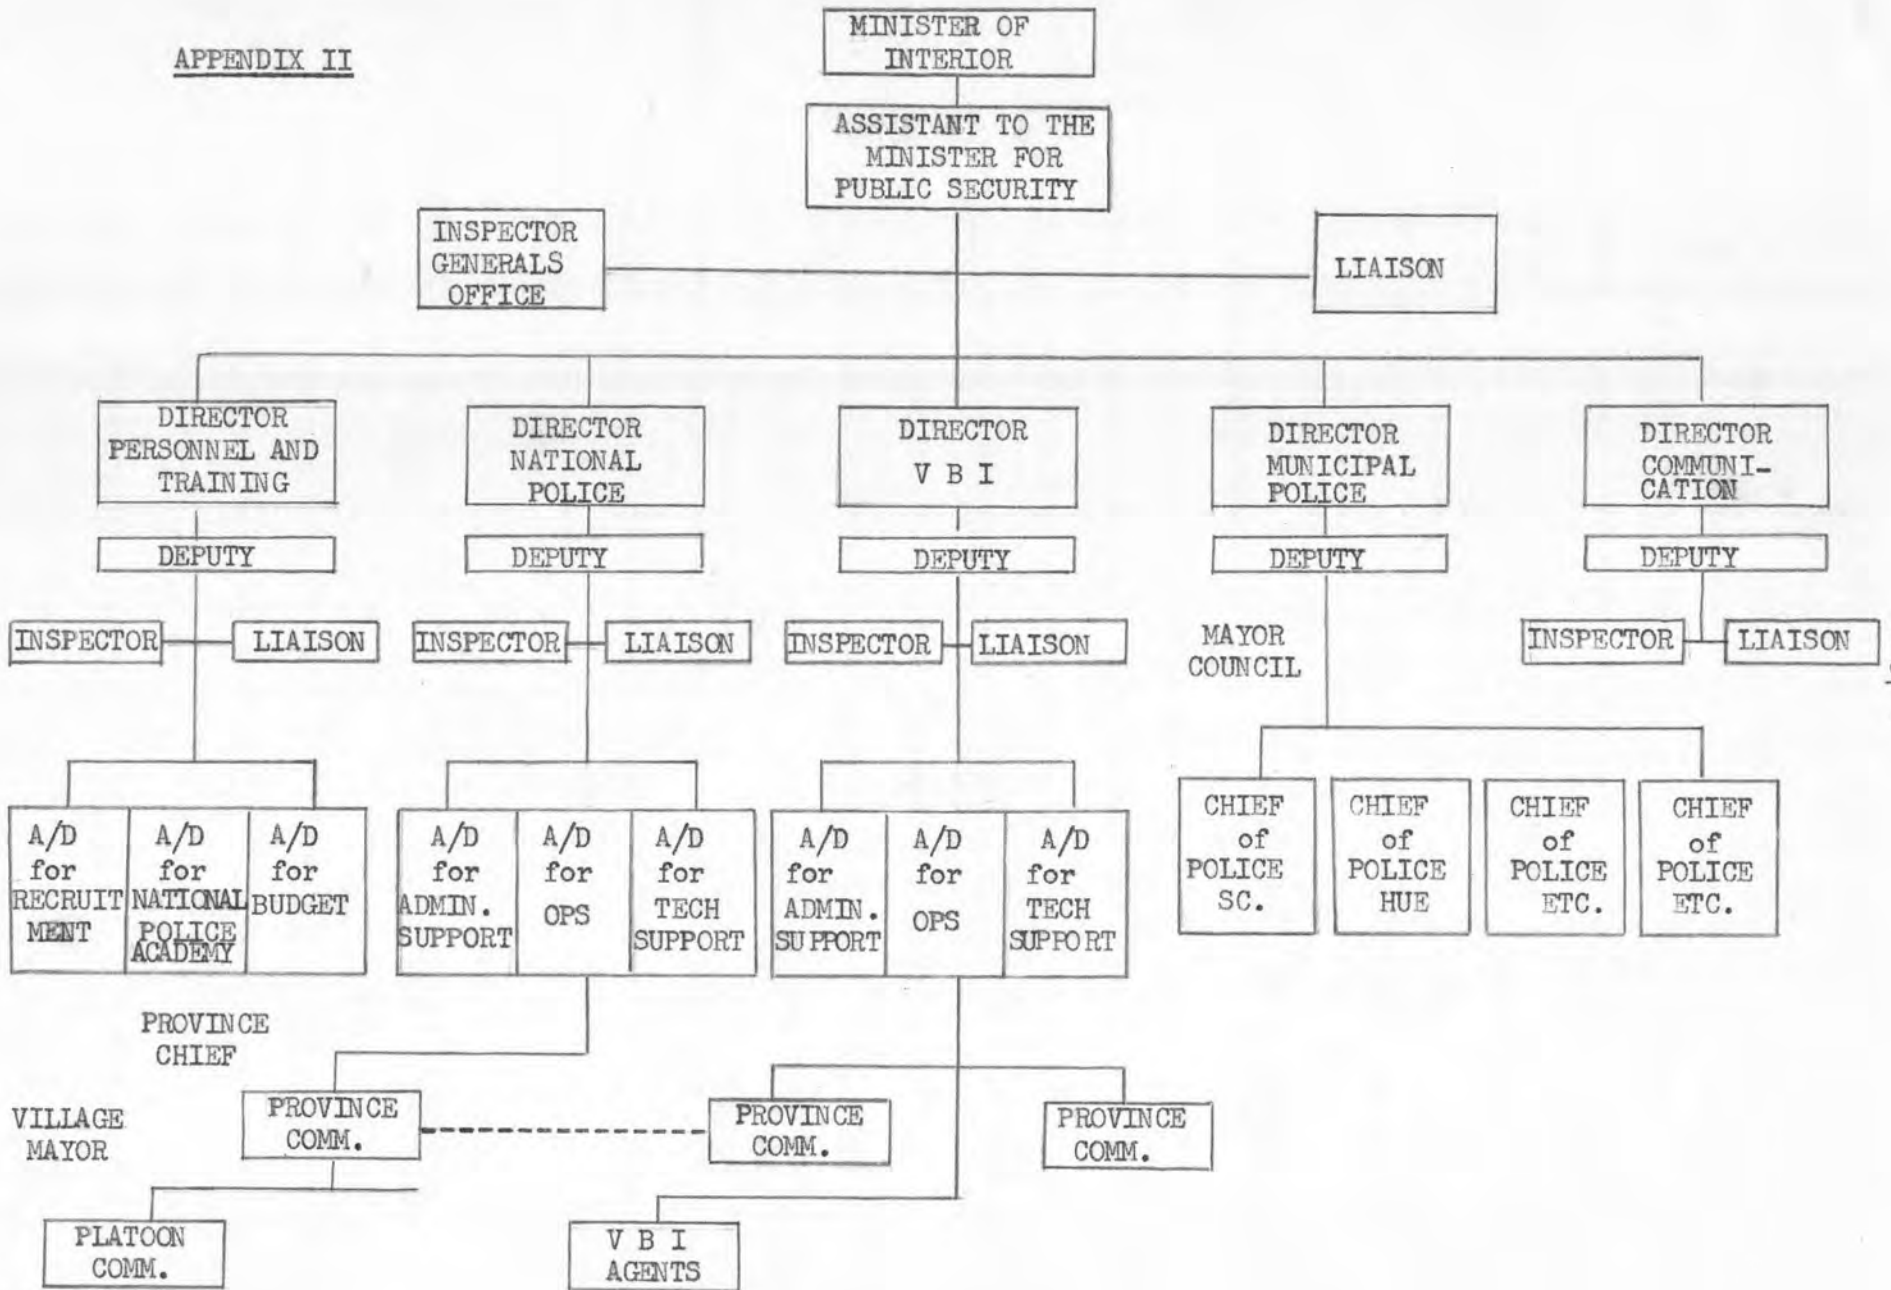 APPENDIX II
MINISTER OF
INTERIOR
ASSISTANT TO THE
MINISTER FOR
PUBLIC SECURITY
INSPECTOR
GENERALS
OFFICE
LIAISON
DIRECTOR
PERSONNEL AND
TRAINING
DIRECTOR
NATIONAL
POLICE
DIRECTOR
V B I
DIRECTOR
MUNICIPAL
POLICE
DIRECTOR
COMMUNI-
CATION
DEPUTY
DEPUTY
DEPUTY
DEPUTY
DEPUTY
INSPECTOR
LIAISON
INSPECTOR
LIAISON
INSPECTOR
LIAISON
MAYOR
COUNCIL
INSPECTOR
LIAISON
A/D
for
RECRUIT
MENT
A/D
for
NATIONAL
POLICE
ACADEMY
A/D
for
BUDGET
A/D
for
ADMIN.
SUPPORT
A/D
for
OPS
A/D
for
TECH
SUPPORT
A/D
for
ADMIN.
SUPPORT
A/D
for
OPS
A/D
for
TECH
SUPPORT
CHIEF
of
POLICE
SC.
CHIEF
of
POLICE
HUE
CHIEF
of
POLICE
ETC.
CHIEF
of
POLICE
ETC.
PROVINCE
CHIEF
VILLAGE
MAYOR
PROVINCE
COMM.
PROVINCE
COMM.
PROVINCE
COMM.
PLATOON
COMM.
V B I
AGENTS